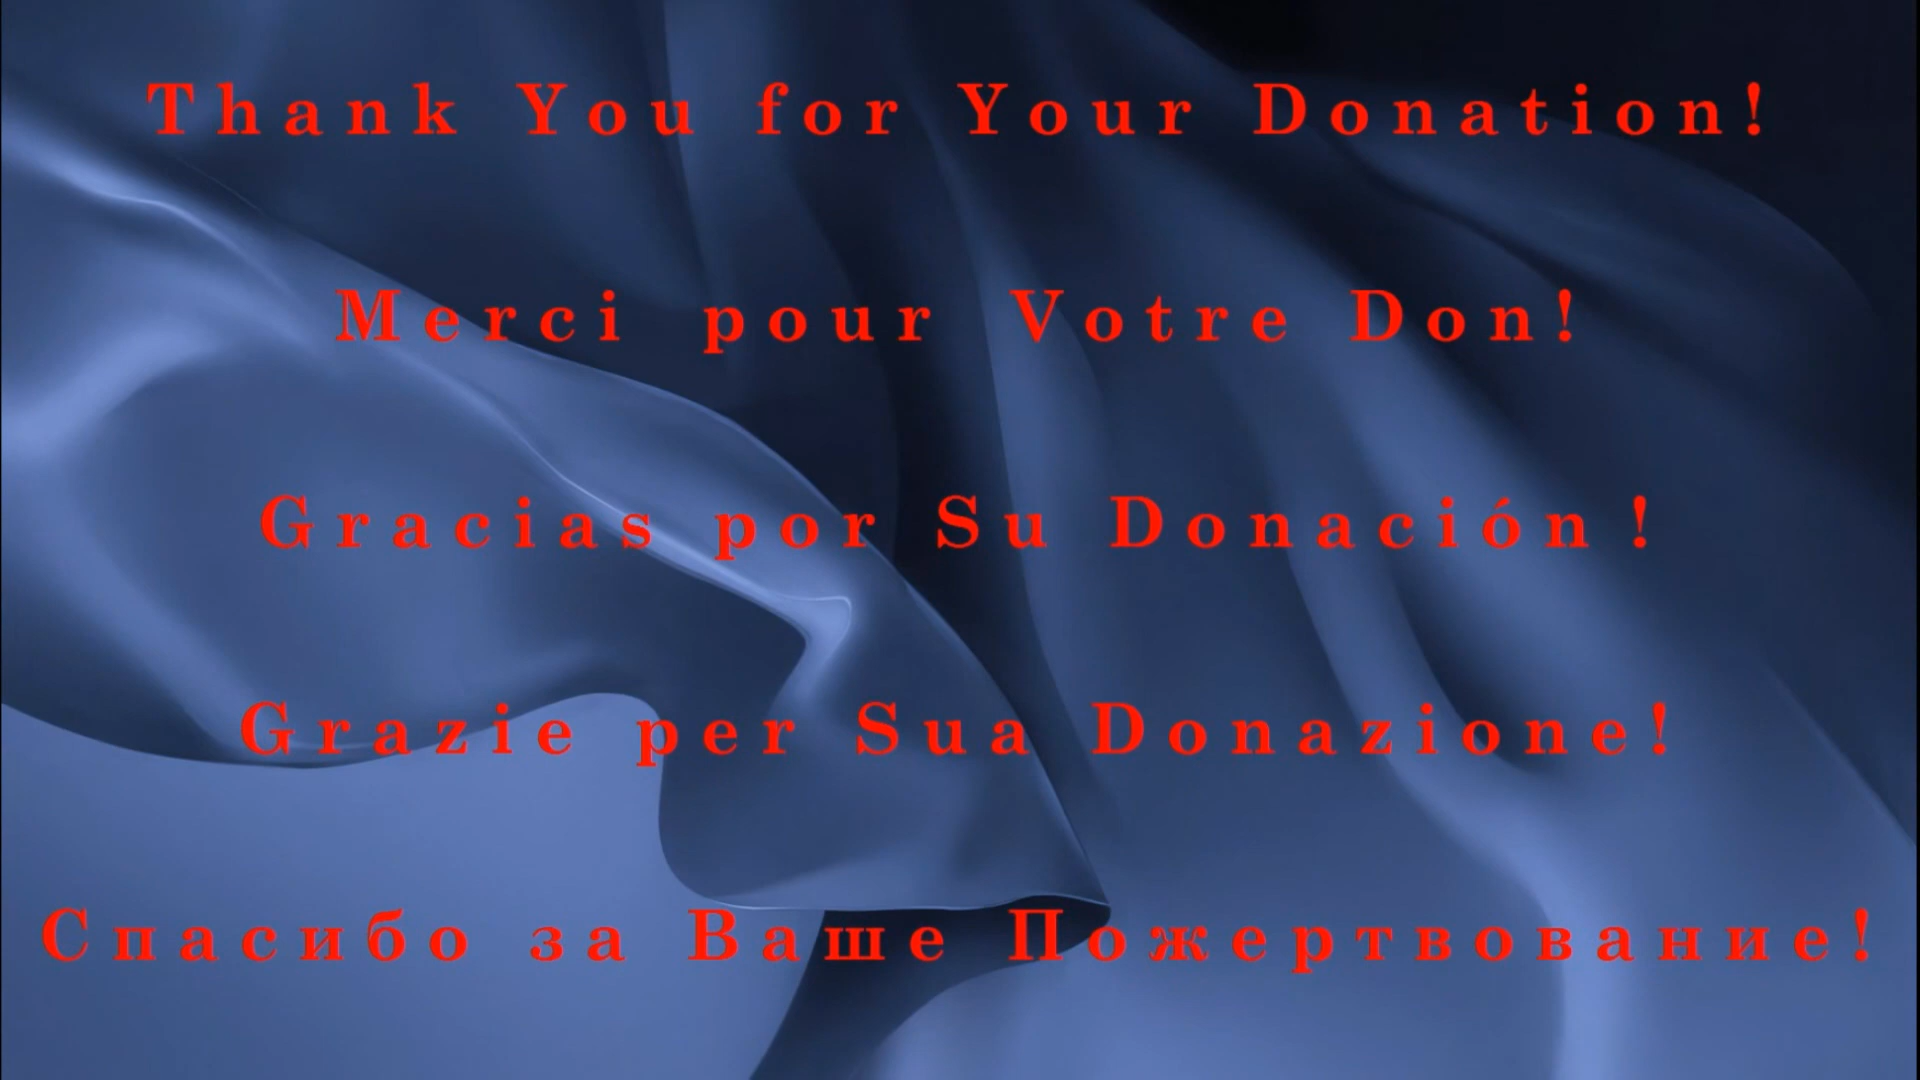 Thank You for Your Donation!
Merci pour Votre Don!
Gracias por Su Donación !
Grazie per Sua Donazione!
Спасибо за Ваше Пожертвование!